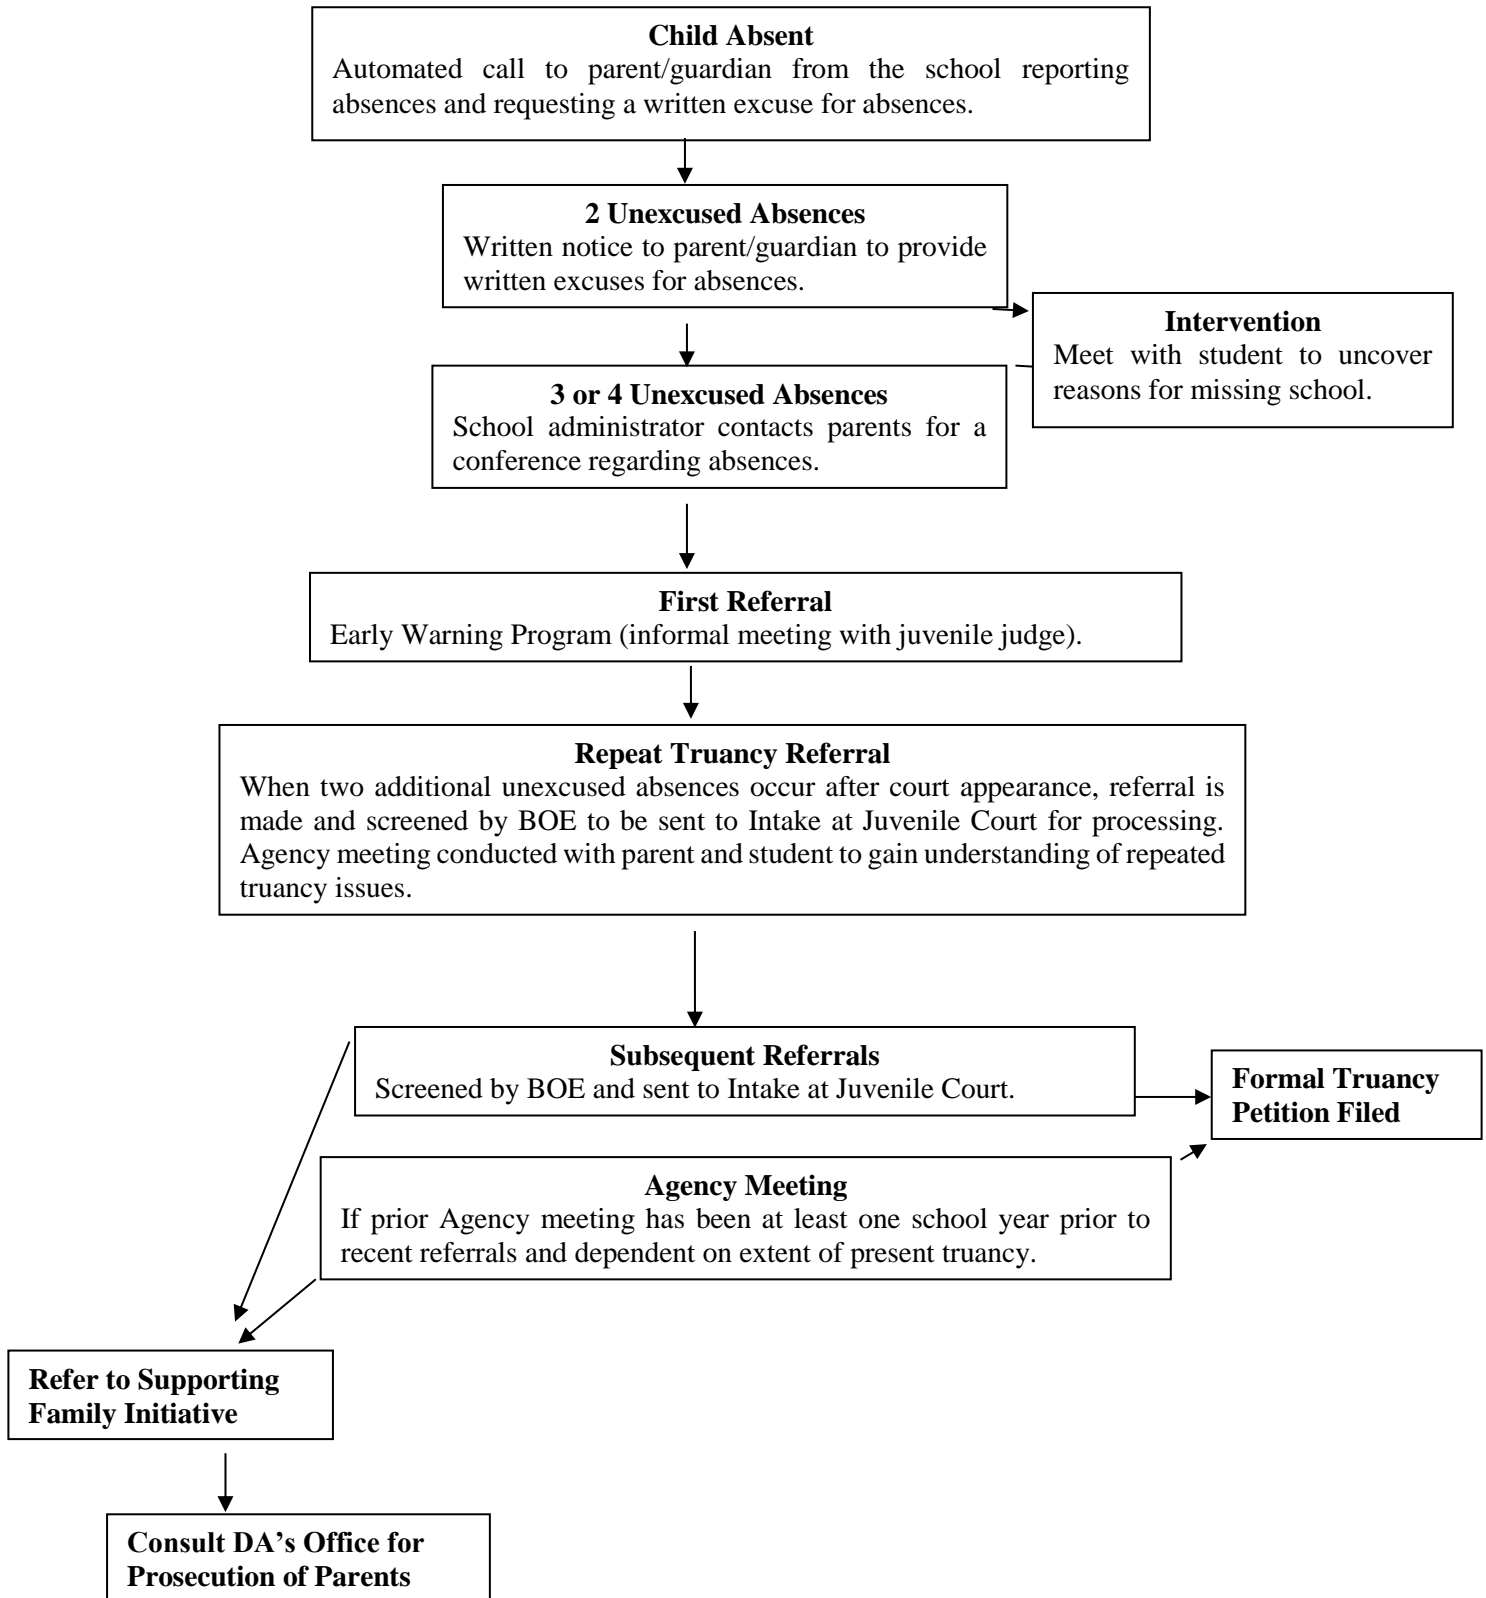 Child Absent
Automated call to parent/guardian from the school reporting
absences and requesting a written excuse for absences.
2 Unexcused Absences
Written notice to parent/guardian to provide
written excuses for absences.
Intervention
Meet with student to uncover
reasons for missing school.
3 or 4 Unexcused Absences
School administrator contacts parents for a
conference regarding absences.
First Referral
Early Warning Program (informal meeting with juvenile judge).
Repeat Truancy Referral
When two additional unexcused absences occur after court appearance, referral is
made and screened by BOE to be sent to Intake at Juvenile Court for processing.
Agency meeting conducted with parent and student to gain understanding of repeated
truancy issues.
Subsequent Referrals
Screened by BOE and sent to Intake at Juvenile Court.
Formal Truancy
Petition Filed
Agency Meeting
If prior Agency meeting has been at least one school year prior to
recent referrals and dependent on extent of present truancy.
Refer to Supporting
Family Initiative
Consult DA’s Office for
Prosecution of Parents